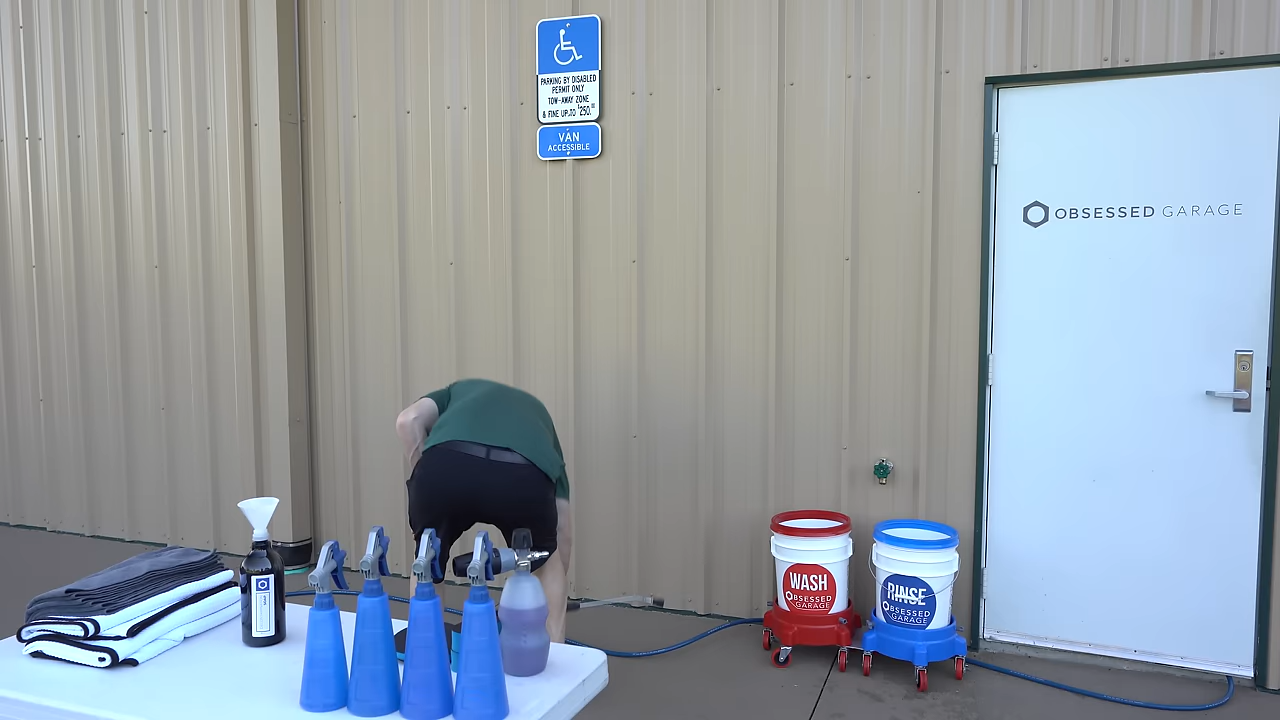 PARKING BY DISABLED
PERMIT ONLY
TOW-AWAY ZONE
& FINE UP TO $250.00
VAN
ACCESSIBLE
OBSESSED GARAGE
WASH
OBSESSED
GARAGE
RINSE
OBSESSED
GARAGE